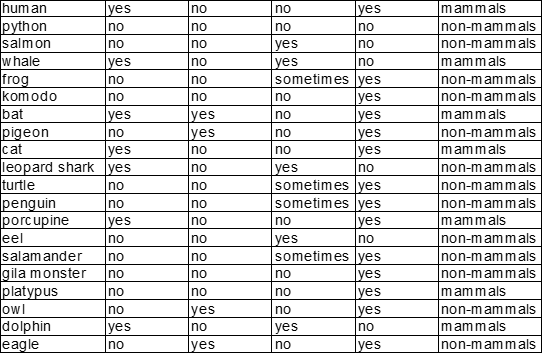 human yes no no yes mammals
python no no no no non-mammals
salmon no no yes no non-mammals
whale yes no yes no mammals
frog no no sometimes yes non-mammals
komodo no no no yes non-mammals
bat yes yes no yes mammals
pigeon no yes no yes non-mammals
cat yes no no yes mammals
leopard shark yes no yes no non-mammals
turtle no no sometimes yes non-mammals
penguin no no sometimes yes non-mammals
porcupine yes no no yes mammals
eel no no yes no non-mammals
salamander no no sometimes yes non-mammals
gila monster no no no yes non-mammals
platypus no no no yes mammals
owl no yes no yes non-mammals
dolphin yes no yes no mammals
eagle no yes no yes non-mammals